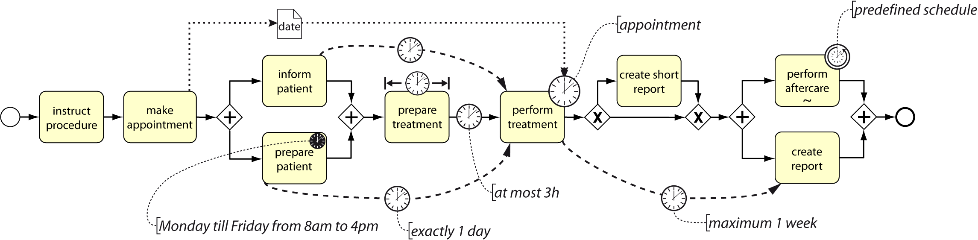 date
appointment
predefined schedule
inform
patient
create short
report
perform
aftercare
~
instruct
procedure
make
appointment
prepare
treatment
perform
treatment
X
X
prepare
patient
create
report
at most 3h
Monday till Friday from 8am to 4pm
exactly 1 day
maximum 1 week